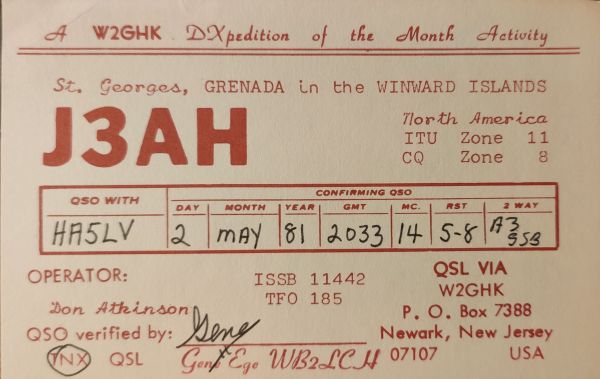 A W2GHK DXpedition of the Month Activity
St. Georges, GRENADA in the WINWARD ISLANDS
J3AH
North America
ITU Zone 11
CQ Zone 8
QSO WITH
CONFIRMING QSO
DAY MONTH YEAR GMT MC. RST 2 WAY
HA5LV 2 MAY 81 2033 14 5-8 A3 SSB
OPERATOR:
Don Atkinson
ISSB 11442
TFO 185
QSL VIA
W2GHK
P. O. Box 7388
Newark, New Jersey
07107 USA
QSO verified by: Gene
TNX QSL Gene Ego WB2LCH